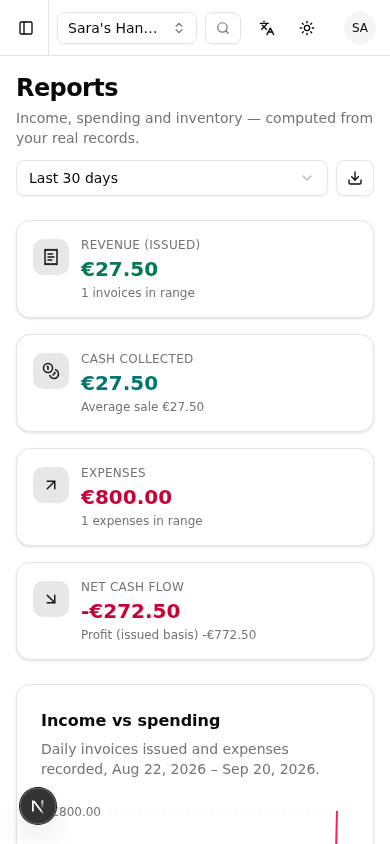 Sara's Han...
SA
Reports
Income, spending and inventory — computed from
your real records.
Last 30 days
REVENUE (ISSUED)
€27.50
1 invoices in range
CASH COLLECTED
€27.50
Average sale €27.50
EXPENSES
€800.00
1 expenses in range
NET CASH FLOW
-€272.50
Profit (issued basis) -€772.50
Income vs spending
Daily invoices issued and expenses
recorded, Aug 22, 2026 – Sep 20, 2026.
800.00
N